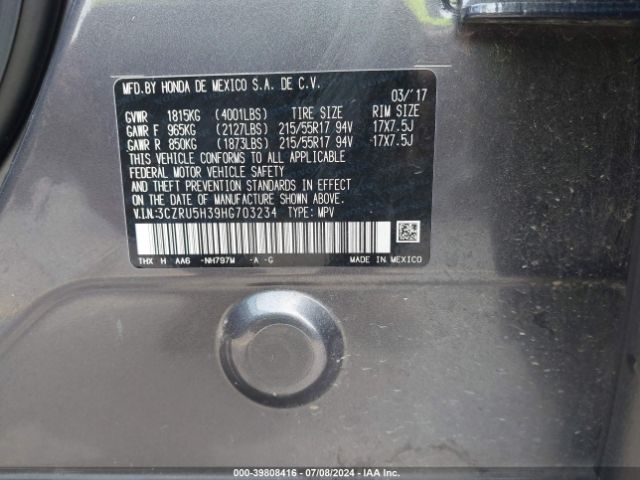 MFD.BY HONDA DE MEXICO S.A. DE C.V.
03/'17
GVWR 1815KG (4001LBS) TIRE SIZE RIM SIZE
GAWR F 965KG (2127LBS) 215/55R17 94V 17X7.5J
GAWR R 850KG (1873LBS) 215/55R17 94V 17X7.5J
THIS VEHICLE CONFORMS TO ALL APPLICABLE
FEDERAL MOTOR VEHICLE SAFETY
AND THEFT PREVENTION STANDARDS IN EFFECT
ON THE DATE OF MANUFACTURE SHOWN ABOVE.
V.I.N.:3CZRU5H39HG703234 TYPE: MPV
THX H AA6 -NH797M -A -G
MADE IN MEXICO
000-39808416 - 07/08/2024 - IAA Inc.